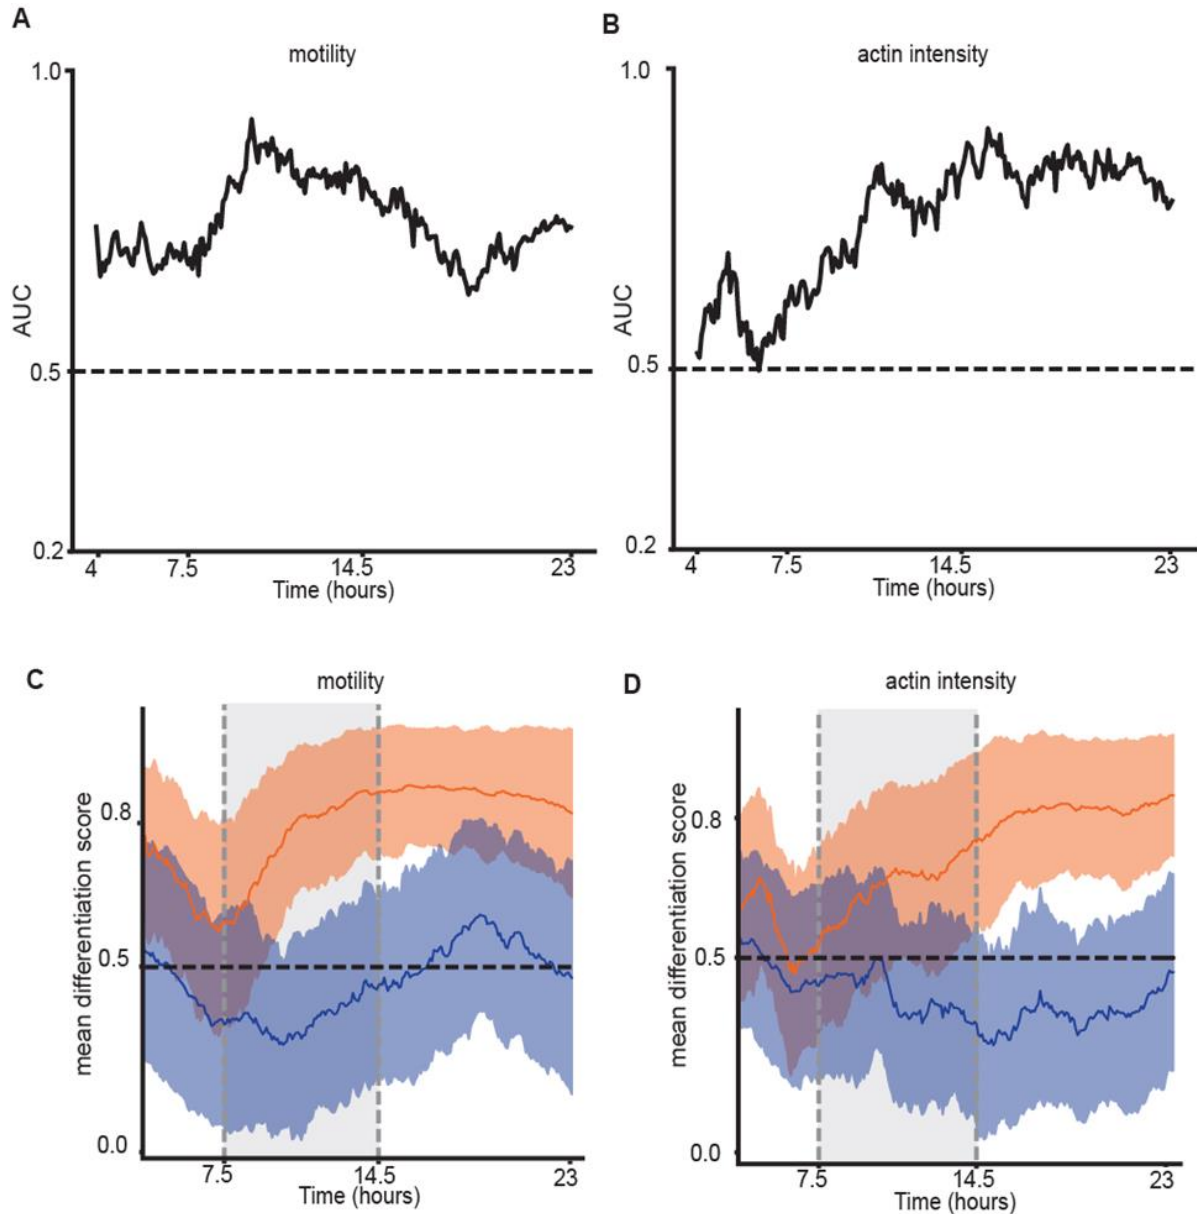 A
motility
1.0
AUC
0.5
0.2
4 7.5 14.5 23
Time (hours)
B
actin intensity
1.0
AUC
0.5
0.2
4 7.5 14.5 23
Time (hours)
C
motility
mean differentiation score
0.8
0.5
0.0
7.5 14.5 23
Time (hours)
D
actin intensity
mean differentiation score
0.8
0.5
0.0
7.5 14.5 23
Time (hours)